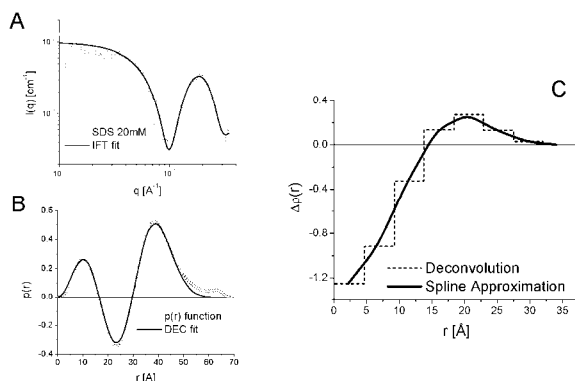 A
I(q) [cm⁻¹]
SDS 20mM
IFT fit
q [A⁻¹]
B
0.6
0.4
0.2
0.0
-0.2
-0.4
p(r)
p(r) function
DEC fit
0 10 20 30 40 50 60 70
r [A]
C
0.4
0.0
-0.4
-0.8
-1.2
Δρ(r)
Deconvolution
Spline Approximation
0 5 10 15 20 25 30 35
r [Å]